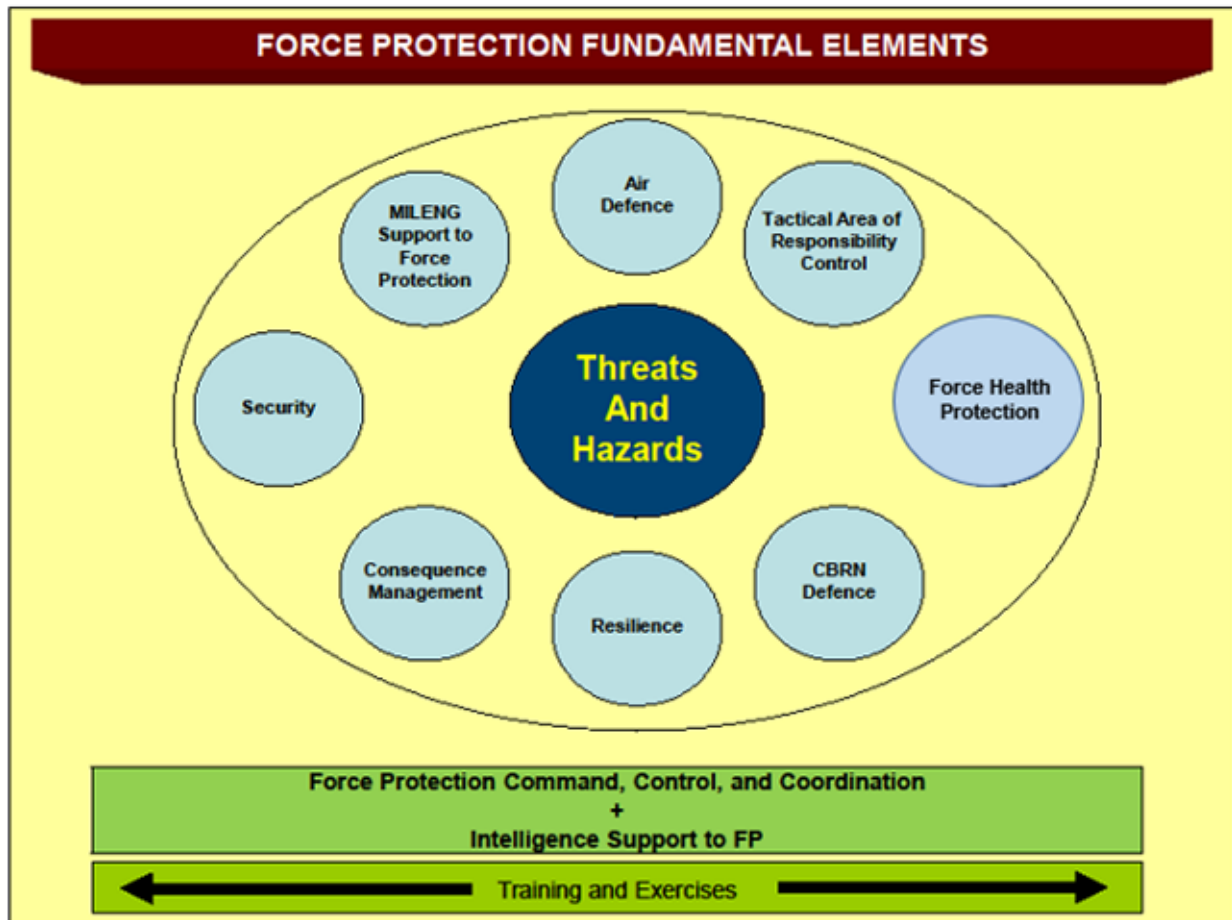 FORCE PROTECTION FUNDAMENTAL ELEMENTS
Air
Defence
MILENG
Support to
Force
Protection
Tactical Area of
Responsibility
Control
Threats
And
Hazards
Security
Force Health
Protection
Consequence
Management
Resilience
CBRN
Defence
Force Protection Command, Control, and Coordination
+
Intelligence Support to FP
Training and Exercises